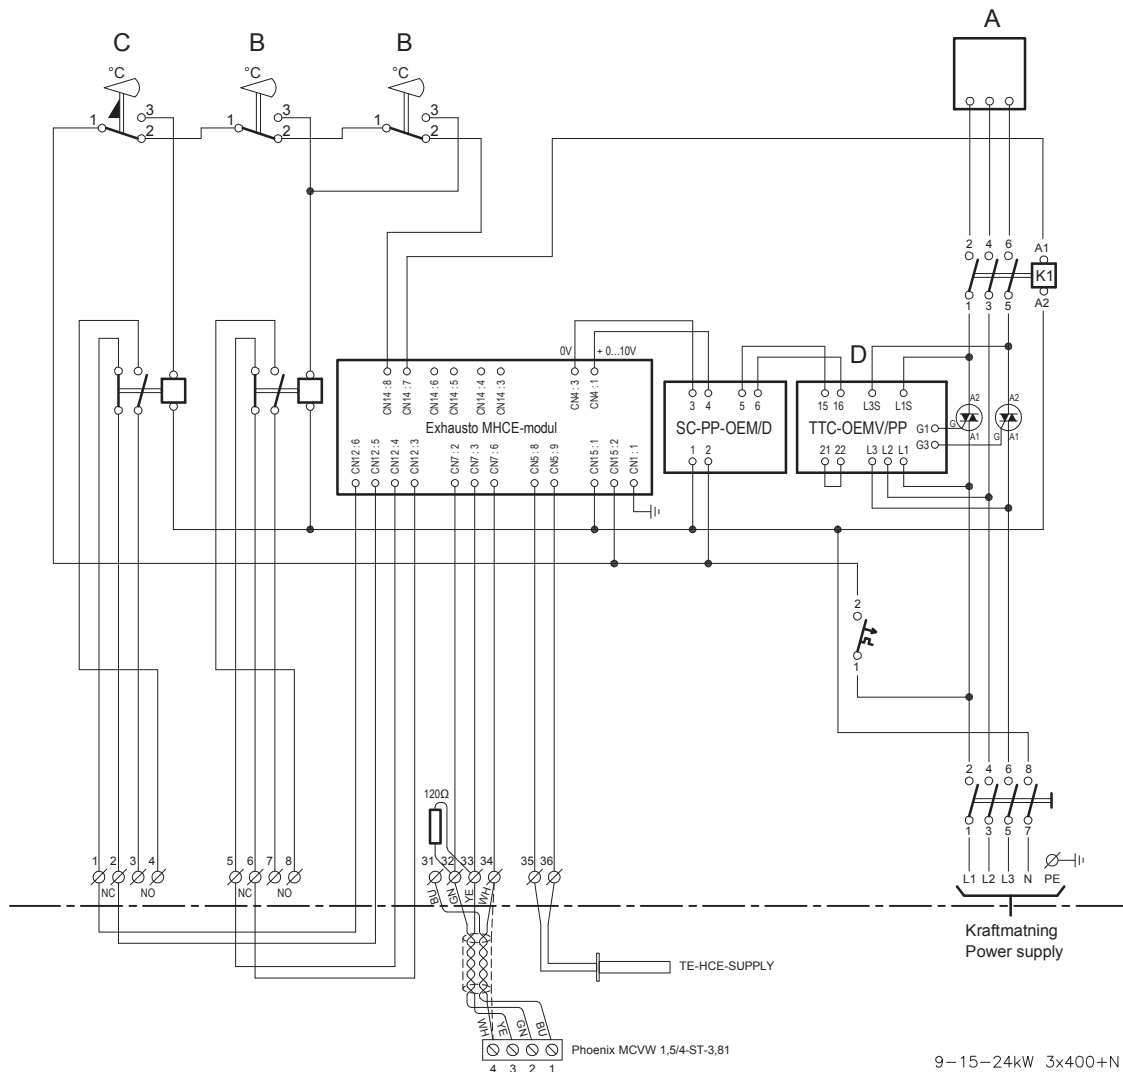 C B B A
°C °C °C
1 3 2 1 3 2 1 3 2
2 4 6 A1
K1
1 3 5 A2
0V + 0...10V
D
CN14:8 CN14:7 CN14:6 CN14:5 CN14:4 CN14:3 CN4:3 CN4:1
Exhausto MHCE-modul
CN12:6 CN12:5 CN12:4 CN12:3 CN7:2 CN7:3 CN7:6 CN5:8 CN5:9 CN15:1 CN15:2 CN1:1
3 4 5 6
SC-PP-OEM/D
1 2
15 16 L3S L1S
TTC-OEMV/PP
G1
G3
21 22 L3 L2 L1
A2 G A1
A2 G A1
2
1
2 4 6 8
1 3 5 7
120Ω
1 2 3 4 5 6 7 8 31 32 33 34 35 36
NC NO NC NO
BU GN YE WH
L1 L2 L3 N PE
Kraftmatning
Power supply
TE-HCE-SUPPLY
WH YE GN BU
Phoenix MCVW 1,5/4-ST-3,81
4 3 2 1
9-15-24kW 3x400+N